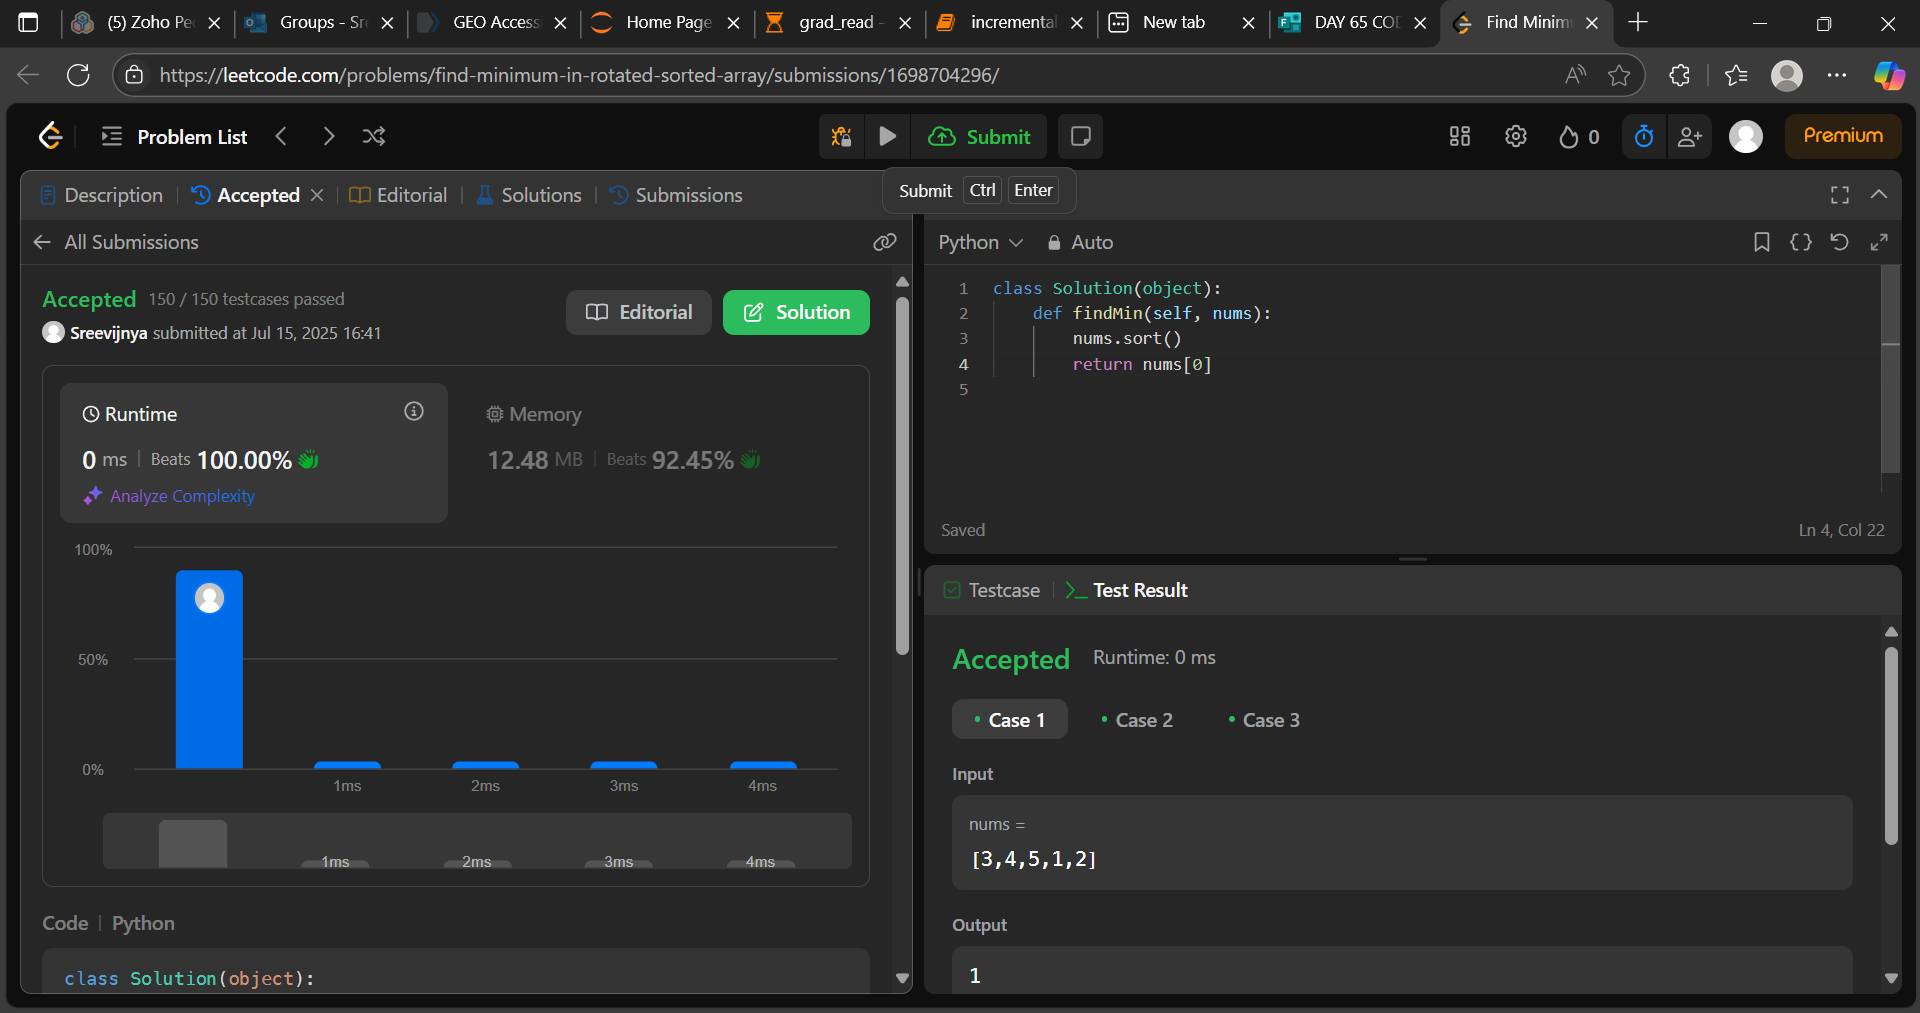 (5) Zoho Pe
Groups - Sre
GEO Access
Home Page
grad_read -
incremental
New tab
DAY 65 COD
Find Minim
https://leetcode.com/problems/find-minimum-in-rotated-sorted-array/submissions/1698704296/
Problem List
Submit
0
Premium
Description
Accepted
Editorial
Solutions
Submissions
Submit Ctrl Enter
All Submissions
Python
Auto
Accepted 150 / 150 testcases passed
Sreevijnya submitted at Jul 15, 2025 16:41
Editorial
Solution
Runtime
0 ms Beats 100.00%
Analyze Complexity
Memory
12.48 MB Beats 92.45%
100%
50%
0%
1ms 2ms 3ms 4ms
1ms 2ms 3ms 4ms
Code | Python
class Solution(object):
1 class Solution(object):
2 def findMin(self, nums):
3 nums.sort()
4 return nums[0]
5
Saved
Ln 4, Col 22
Testcase
>_ Test Result
Accepted Runtime: 0 ms
• Case 1 • Case 2 • Case 3
Input
nums =
[3,4,5,1,2]
Output
1